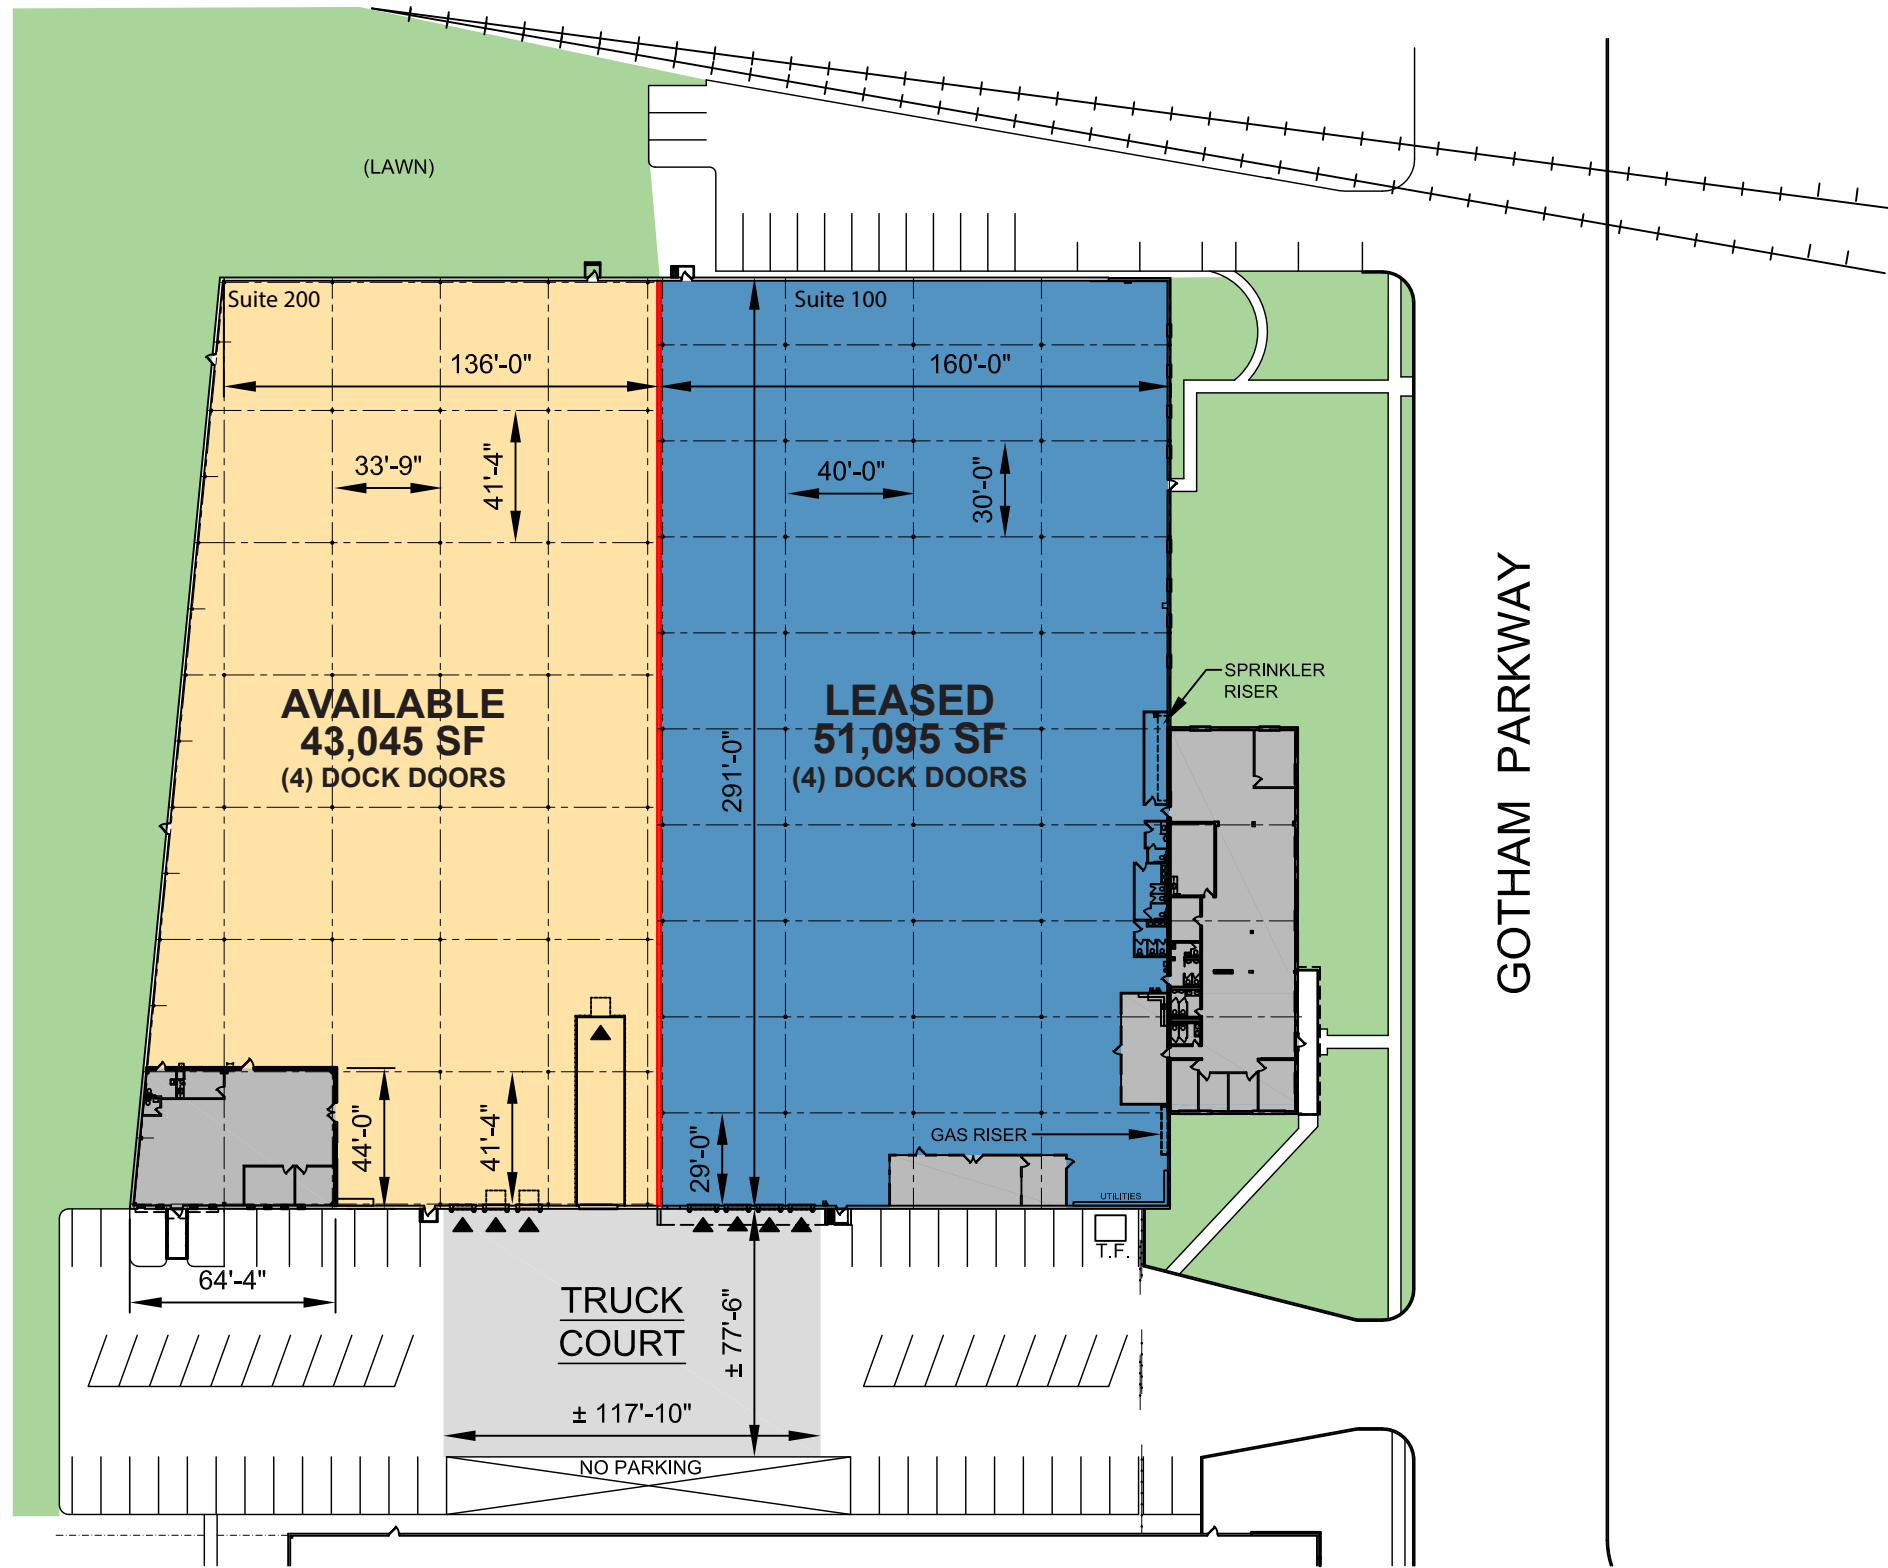 (LAWN)
Suite 200
Suite 100
136'-0"
160'-0"
33'-9"
41'-4"
40'-0"
30'-0"
GOTHAM PARKWAY
SPRINKLER
RISER
AVAILABLE
43,045 SF
(4) DOCK DOORS
LEASED
51,095 SF
(4) DOCK DOORS
291'-0"
44'-0"
41'-4"
29'-0"
GAS RISER
UTILITIES
T.F.
64'-4"
TRUCK
COURT
± 77'-6"
± 117'-10"
NO PARKING